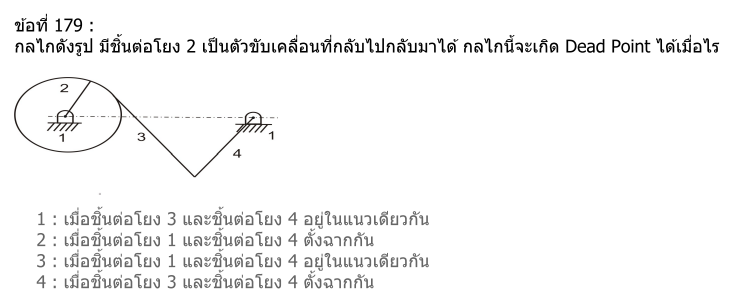 ข้อที่ 179 :
กลไกดังรูป มีชิ้นต่อโยง 2 เป็นตัวขับเคลื่อนที่กลับไปกลับมาได้ กลไกนี้จะเกิด Dead Point ได้เมื่อไร
2
1
3
4
1
1 : เมื่อชิ้นต่อโยง 3 และชิ้นต่อโยง 4 อยู่ในแนวเดียวกัน
2 : เมื่อชิ้นต่อโยง 1 และชิ้นต่อโยง 4 ตั้งฉากกัน
3 : เมื่อชิ้นต่อโยง 1 และชิ้นต่อโยง 4 อยู่ในแนวเดียวกัน
4 : เมื่อชิ้นต่อโยง 3 และชิ้นต่อโยง 4 ตั้งฉากกัน